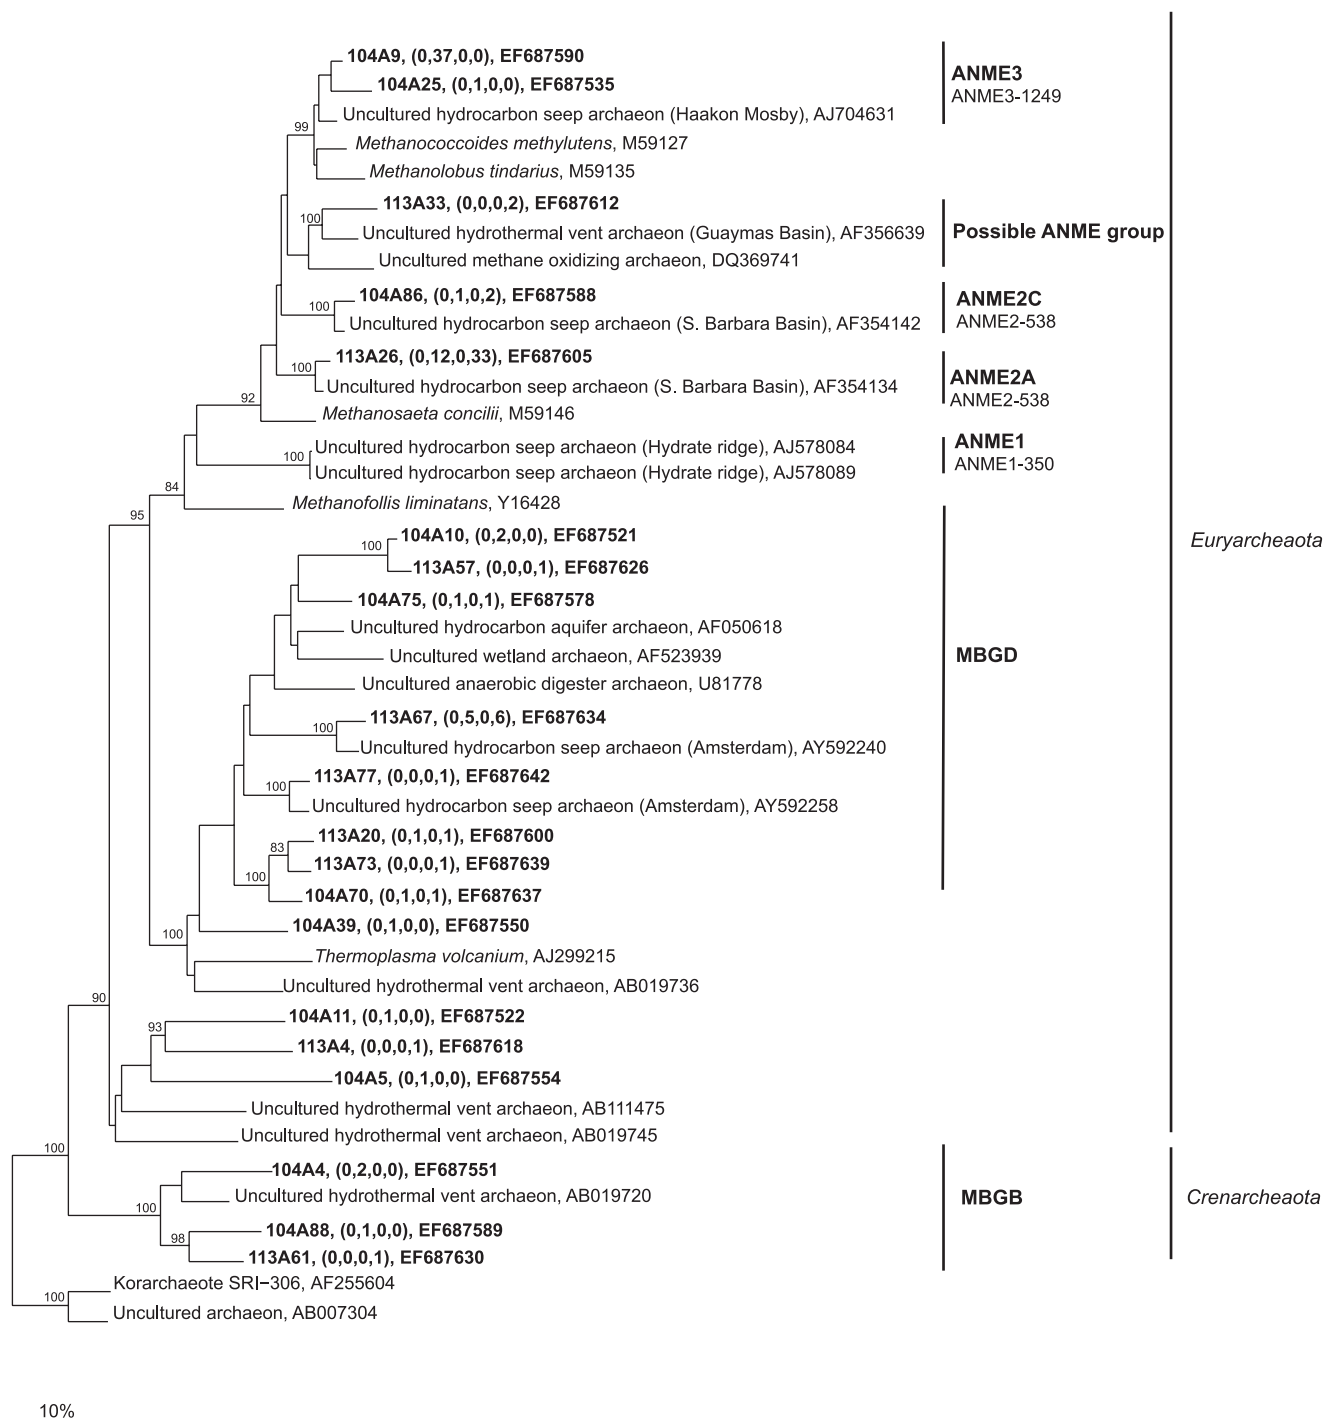 104A9, (0,37,0,0), EF687590
104A25, (0,1,0,0), EF687535
Uncultured hydrocarbon seep archaeon (Haakon Mosby), AJ704631
99
Methanococcoides methylutens, M59127
Methanolobus tindarius, M59135
ANME3
ANME3-1249
113A33, (0,0,0,2), EF687612
100
Uncultured hydrothermal vent archaeon (Guaymas Basin), AF356639
Uncultured methane oxidizing archaeon, DQ369741
Possible ANME group
104A86, (0,1,0,2), EF687588
100
Uncultured hydrocarbon seep archaeon (S. Barbara Basin), AF354142
ANME2C
ANME2-538
113A26, (0,12,0,33), EF687605
100
Uncultured hydrocarbon seep archaeon (S. Barbara Basin), AF354134
ANME2A
ANME2-538
92
Methanosaeta concilii, M59146
Uncultured hydrocarbon seep archaeon (Hydrate ridge), AJ578084
100
Uncultured hydrocarbon seep archaeon (Hydrate ridge), AJ578089
ANME1
ANME1-350
84
Methanofollis liminatans, Y16428
95
104A10, (0,2,0,0), EF687521
100
113A57, (0,0,0,1), EF687626
104A75, (0,1,0,1), EF687578
Uncultured hydrocarbon aquifer archaeon, AF050618
Uncultured wetland archaeon, AF523939
Uncultured anaerobic digester archaeon, U81778
MBGD
Euryarcheaota
113A67, (0,5,0,6), EF687634
100
Uncultured hydrocarbon seep archaeon (Amsterdam), AY592240
113A77, (0,0,0,1), EF687642
100
Uncultured hydrocarbon seep archaeon (Amsterdam), AY592258
113A20, (0,1,0,1), EF687600
83
113A73, (0,0,0,1), EF687639
100
104A70, (0,1,0,1), EF687637
104A39, (0,1,0,0), EF687550
100
Thermoplasma volcanium, AJ299215
Uncultured hydrothermal vent archaeon, AB019736
90
104A11, (0,1,0,0), EF687522
93
113A4, (0,0,0,1), EF687618
104A5, (0,1,0,0), EF687554
Uncultured hydrothermal vent archaeon, AB111475
Uncultured hydrothermal vent archaeon, AB019745
100
104A4, (0,2,0,0), EF687551
Uncultured hydrothermal vent archaeon, AB019720
100
104A88, (0,1,0,0), EF687589
98
113A61, (0,0,0,1), EF687630
MBGB
Crenarcheaota
Korarchaeote SRI−306, AF255604
100
Uncultured archaeon, AB007304
10%